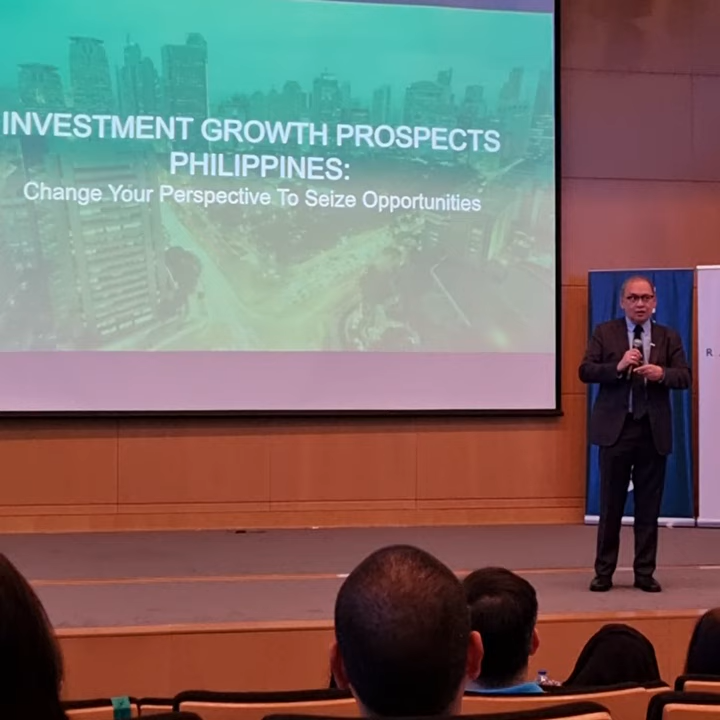 INVESTMENT GROWTH PROSPECTS
PHILIPPINES:
Change Your Perspective To Seize Opportunities
R